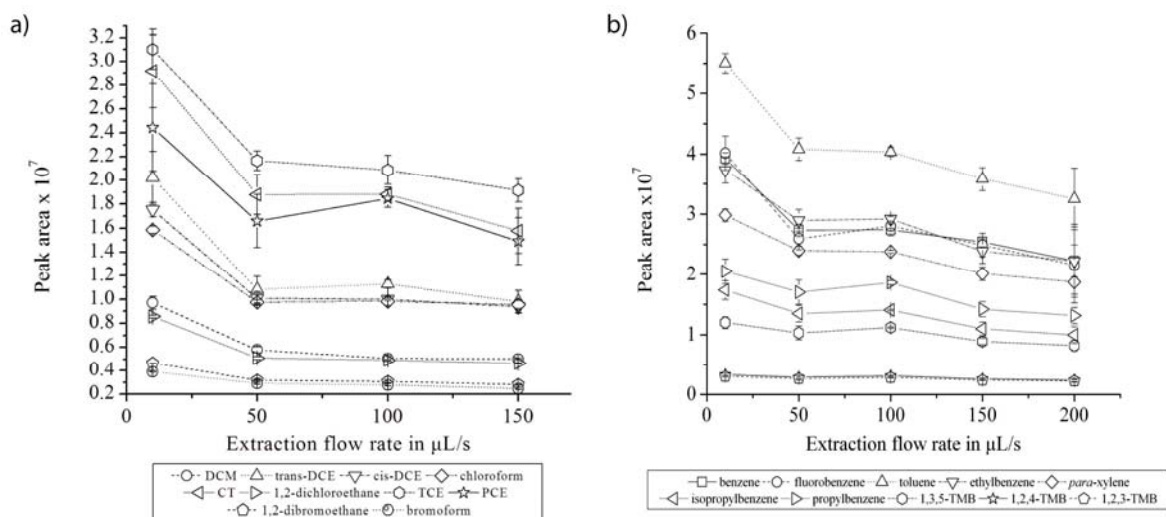 a)
Peak area x 10^7
3.2
3.0
2.8
2.6
2.4
2.2
2.0
1.8
1.6
1.4
1.2
1.0
0.8
0.6
0.4
0.2
0 50 100 150
Extraction flow rate in µL/s
DCM trans-DCE cis-DCE chloroform
CT 1,2-dichloroethane TCE PCE
1,2-dibromoethane bromoform
b)
Peak area x10^7
6
5
4
3
2
1
0
0 50 100 150 200
Extraction flow rate in µL/s
benzene fluorobenzene toluene ethylbenzene para-xylene
isopropylbenzene propylbenzene 1,3,5-TMB 1,2,4-TMB 1,2,3-TMB